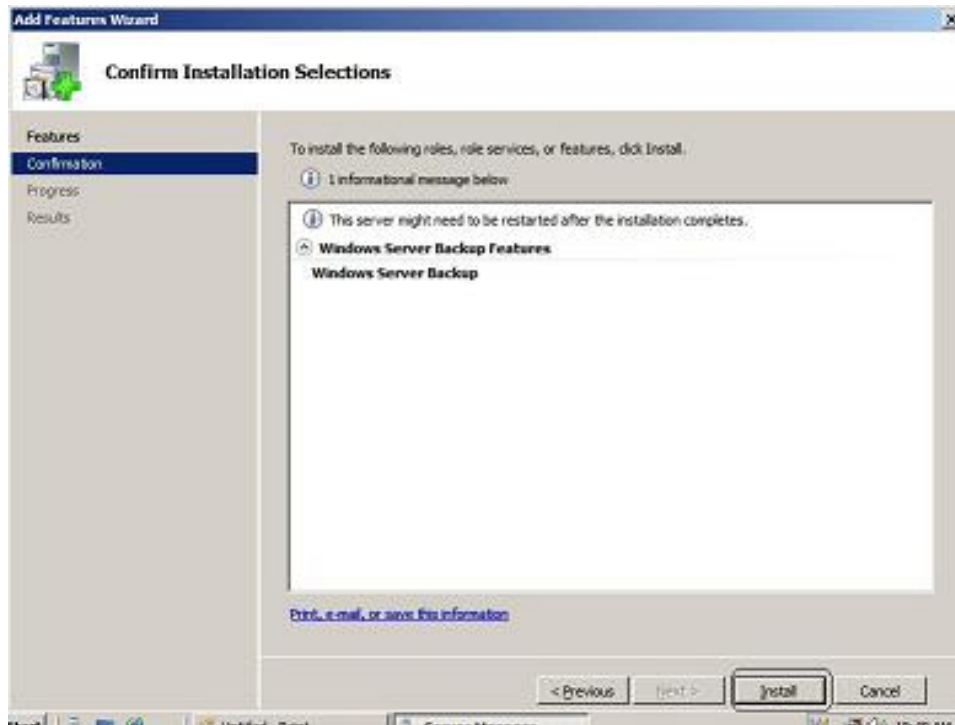 Add Features Wizard
Confirm Installation Selections
Features
Confirmation
Progress
Results
To install the following roles, role services, or features, click Install.
1 informational message below
This server might need to be restarted after the installation completes.
Windows Server Backup Features
Windows Server Backup
Print, e-mail, or save this information
< Previous
Next >
Install
Cancel